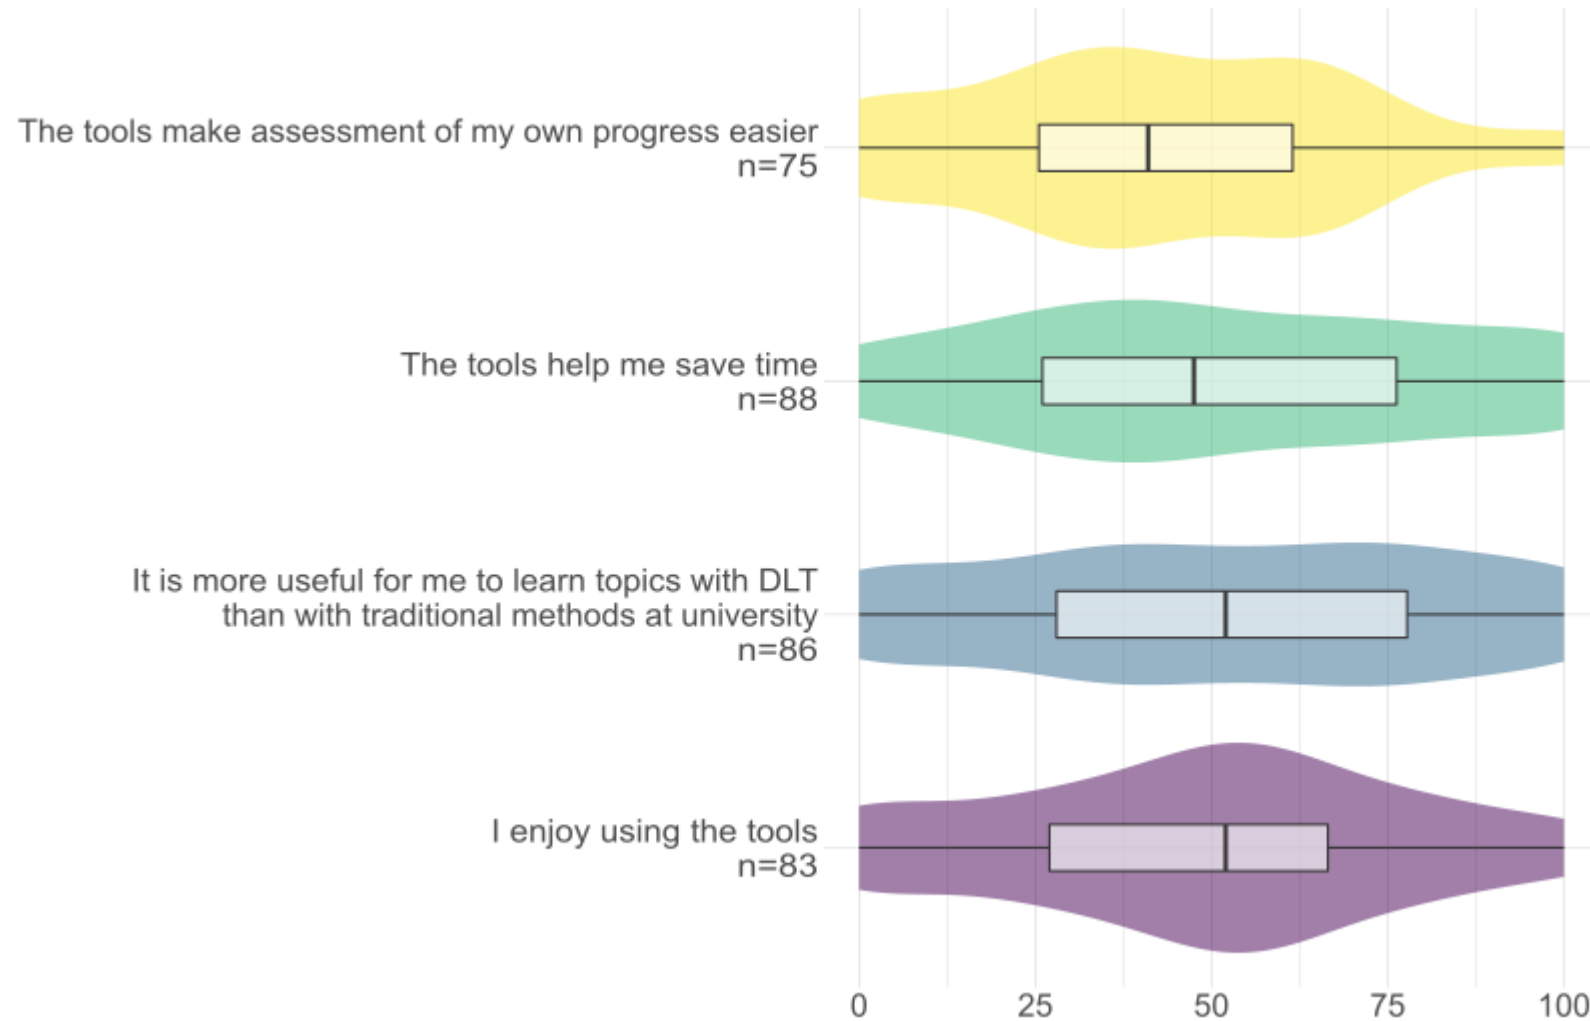 The tools make assessment of my own progress easier
n=75
The tools help me save time
n=88
It is more useful for me to learn topics with DLT
than with traditional methods at university
n=86
I enjoy using the tools
n=83
0 25 50 75 100